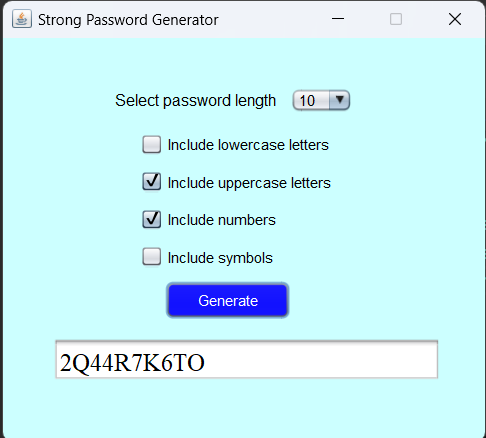 Strong Password Generator
Select password length 10
Include lowercase letters
Include uppercase letters
Include numbers
Include symbols
Generate
2Q44R7K6TO